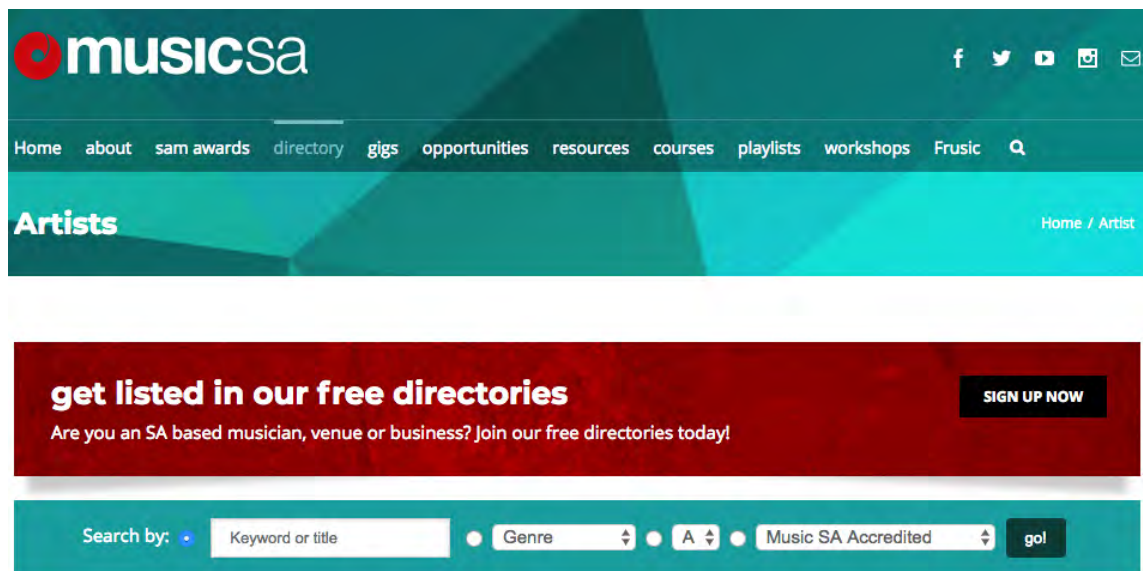 musicsa
Home about sam awards directory gigs opportunities resources courses playlists workshops Frusic
Artists
Home / Artist
get listed in our free directories
SIGN UP NOW
Are you an SA based musician, venue or business? Join our free directories today!
Search by: Keyword or title Genre A Music SA Accredited go!